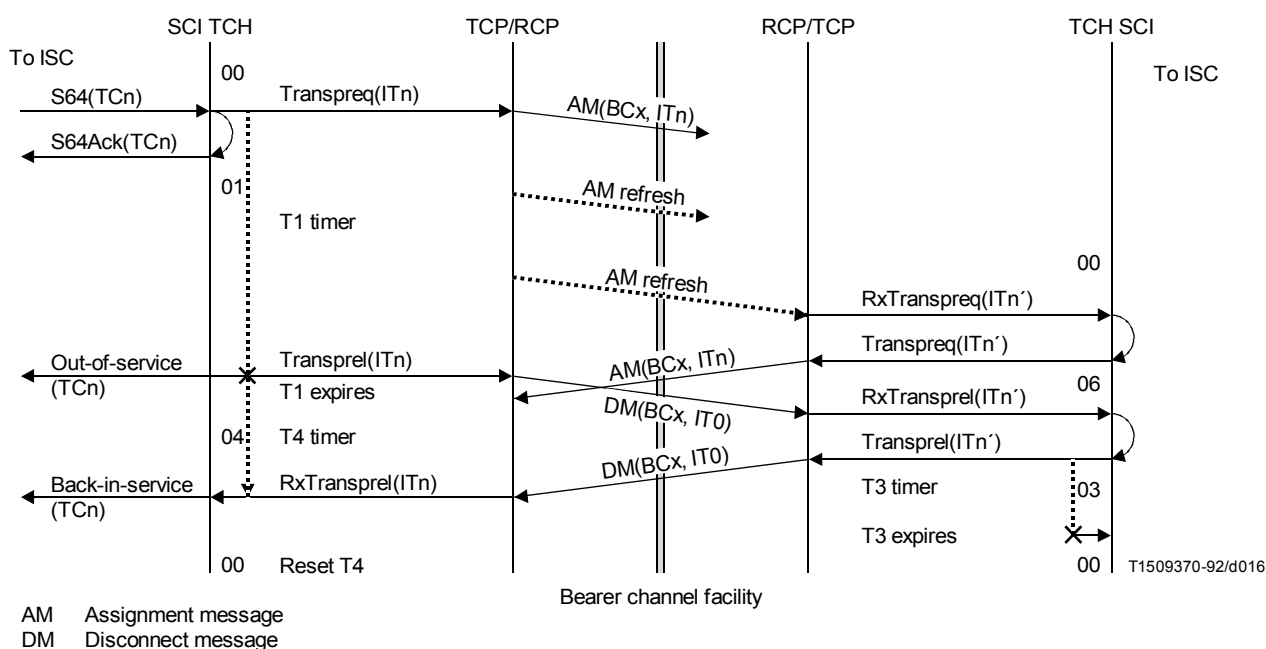 SCI TCH
TCP/RCP
RCP/TCP
TCH SCI
To ISC
To ISC
00
S64(TCn)
Transpreq(ITn)
AM(BCx, ITn)
S64Ack(TCn)
01
AM refresh
T1 timer
00
AM refresh
RxTranspreq(ITn´)
Transpreq(ITn´)
Out-of-service
(TCn)
Transprel(ITn)
AM(BCx, ITn)
T1 expires
06
RxTransprel(ITn´)
DM(BCx, IT0)
04
T4 timer
Transprel(ITn´)
DM(BCx, IT0)
Back-in-service
(TCn)
RxTransprel(ITn)
T3 timer
03
T3 expires
00
Reset T4
00
T1509370-92/d016
Bearer channel facility
AM Assignment message
DM Disconnect message